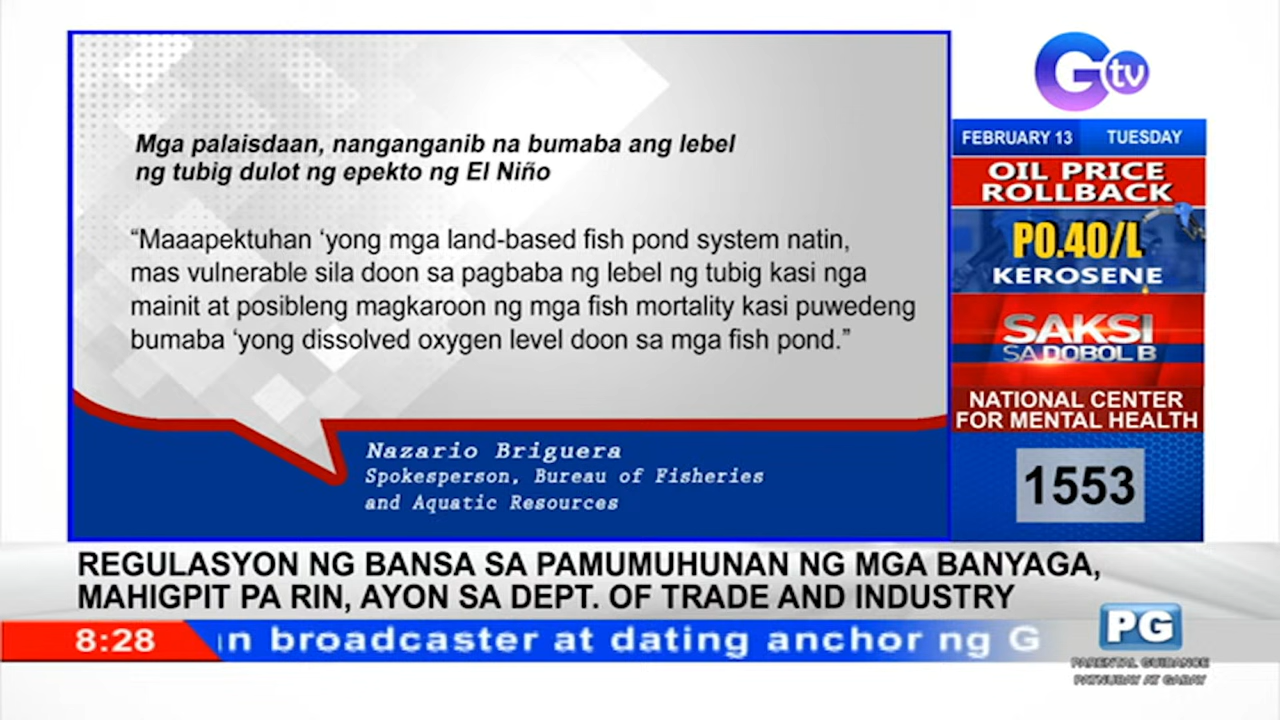 Mga palaisdaan, nanganganib na bumaba ang lebel
ng tubig dulot ng epekto ng El Niño
“Maaapektuhan ‘yong mga land-based fish pond system natin,
mas vulnerable sila doon sa pagbaba ng lebel ng tubig kasi nga
mainit at posibleng magkaroon ng mga fish mortality kasi puwedeng
bumaba ‘yong dissolved oxygen level doon sa mga fish pond.”
Nazario Briguera
Spokesperson, Bureau of Fisheries
and Aquatic Resources
Gtv
FEBRUARY 13 TUESDAY
OIL PRICE
ROLLBACK
P0.40/L
KEROSENE
SAKSI
SA DOBOL B
NATIONAL CENTER
FOR MENTAL HEALTH
1553
REGULASYON NG BANSA SA PAMUMUHUNAN NG MGA BANYAGA,
MAHIGPIT PA RIN, AYON SA DEPT. OF TRADE AND INDUSTRY
8:28 broadcaster at dating anchor ng G
PG
PARENTAL GUIDANCE
PATNUBAY AT GABAY